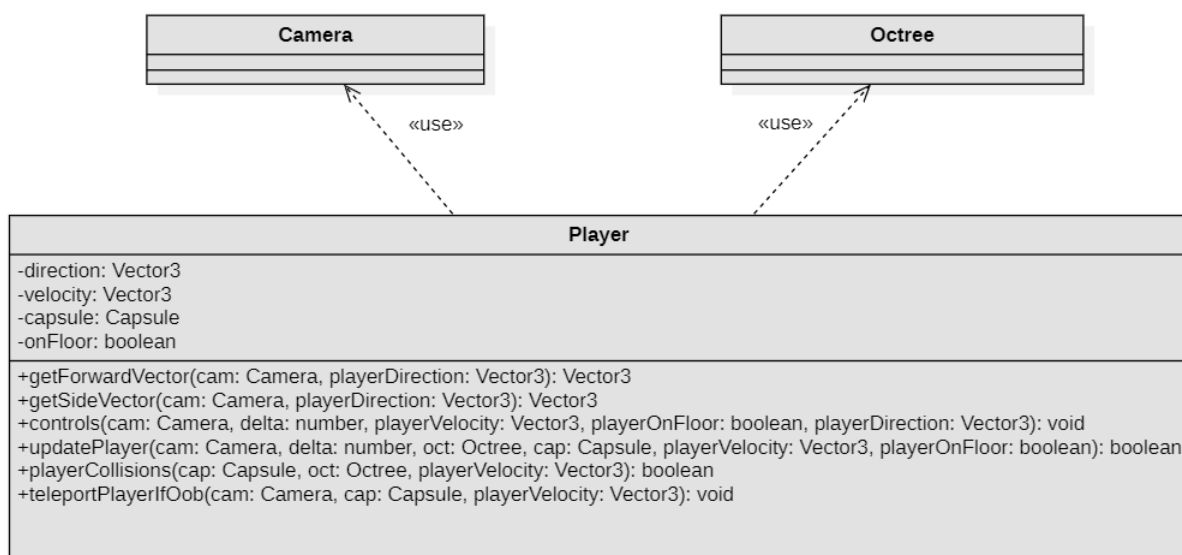 Camera
Octree
«use»
«use»
Player
-direction: Vector3
-velocity: Vector3
-capsule: Capsule
-onFloor: boolean
+getForwardVector(cam: Camera, playerDirection: Vector3): Vector3
+getSideVector(cam: Camera, playerDirection: Vector3): Vector3
+controls(cam: Camera, delta: number, playerVelocity: Vector3, playerOnFloor: boolean, playerDirection: Vector3): void
+updatePlayer(cam: Camera, delta: number, oct: Octree, cap: Capsule, playerVelocity: Vector3, playerOnFloor: boolean): boolean
+playerCollisions(cap: Capsule, oct: Octree, playerVelocity: Vector3): boolean
+teleportPlayerIfOob(cam: Camera, cap: Capsule, playerVelocity: Vector3): void